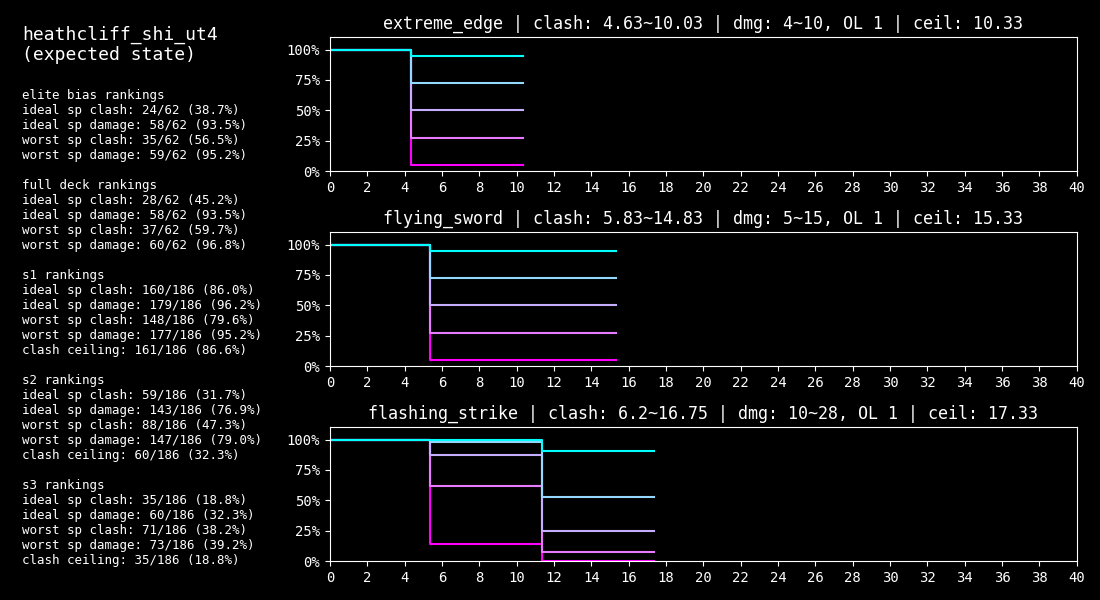 heathcliff_shi_ut4
(expected state)
elite bias rankings
ideal sp clash: 24/62 (38.7%)
ideal sp damage: 58/62 (93.5%)
worst sp clash: 35/62 (56.5%)
worst sp damage: 59/62 (95.2%)
full deck rankings
ideal sp clash: 28/62 (45.2%)
ideal sp damage: 58/62 (93.5%)
worst sp clash: 37/62 (59.7%)
worst sp damage: 60/62 (96.8%)
s1 rankings
ideal sp clash: 160/186 (86.0%)
ideal sp damage: 179/186 (96.2%)
worst sp clash: 148/186 (79.6%)
worst sp damage: 177/186 (95.2%)
clash ceiling: 161/186 (86.6%)
s2 rankings
ideal sp clash: 59/186 (31.7%)
ideal sp damage: 143/186 (76.9%)
worst sp clash: 88/186 (47.3%)
worst sp damage: 147/186 (79.0%)
clash ceiling: 60/186 (32.3%)
s3 rankings
ideal sp clash: 35/186 (18.8%)
ideal sp damage: 60/186 (32.3%)
worst sp clash: 71/186 (38.2%)
worst sp damage: 73/186 (39.2%)
clash ceiling: 35/186 (18.8%)
extreme_edge | clash: 4.63~10.03 | dmg: 4~10, OL 1 | ceil: 10.33
100%
75%
50%
25%
0%
0 2 4 6 8 10 12 14 16 18 20 22 24 26 28 30 32 34 36 38 40
flying_sword | clash: 5.83~14.83 | dmg: 5~15, OL 1 | ceil: 15.33
100%
75%
50%
25%
0%
0 2 4 6 8 10 12 14 16 18 20 22 24 26 28 30 32 34 36 38 40
flashing_strike | clash: 6.2~16.75 | dmg: 10~28, OL 1 | ceil: 17.33
100%
75%
50%
25%
0%
0 2 4 6 8 10 12 14 16 18 20 22 24 26 28 30 32 34 36 38 40